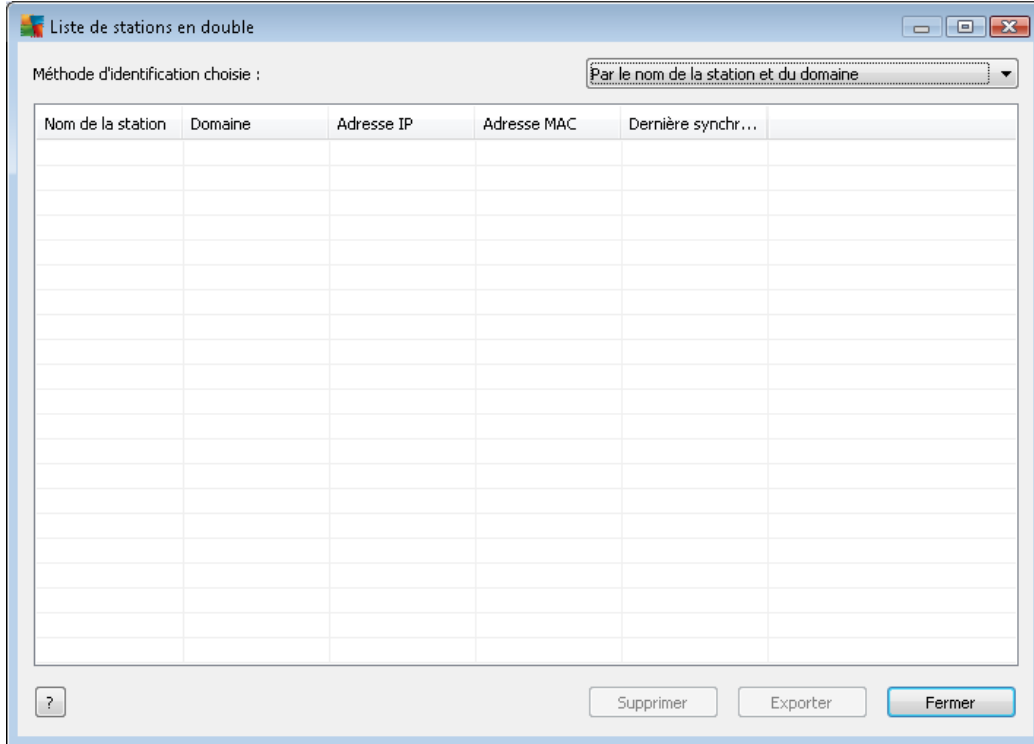 Liste de stations en double
Méthode d'identification choisie : Par le nom de la station et du domaine
Nom de la station Domaine Adresse IP Adresse MAC Dernière synchr...
? Supprimer Exporter Fermer